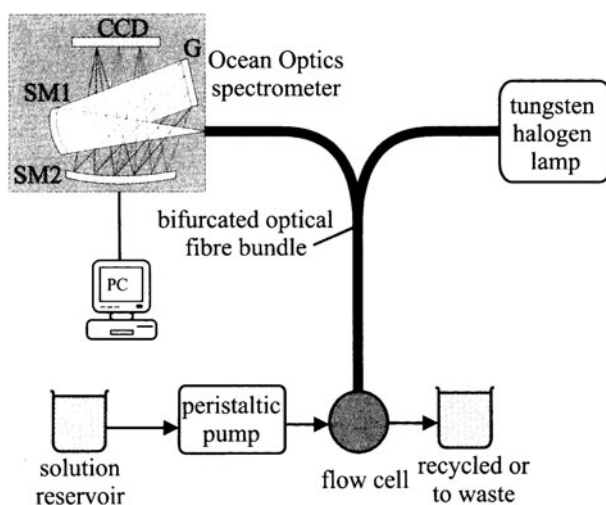 CCD
G
SM1
SM2
Ocean Optics
spectrometer
tungsten
halogen
lamp
bifurcated optical
fibre bundle
PC
peristaltic
pump
solution
reservoir
flow cell
recycled or
to waste